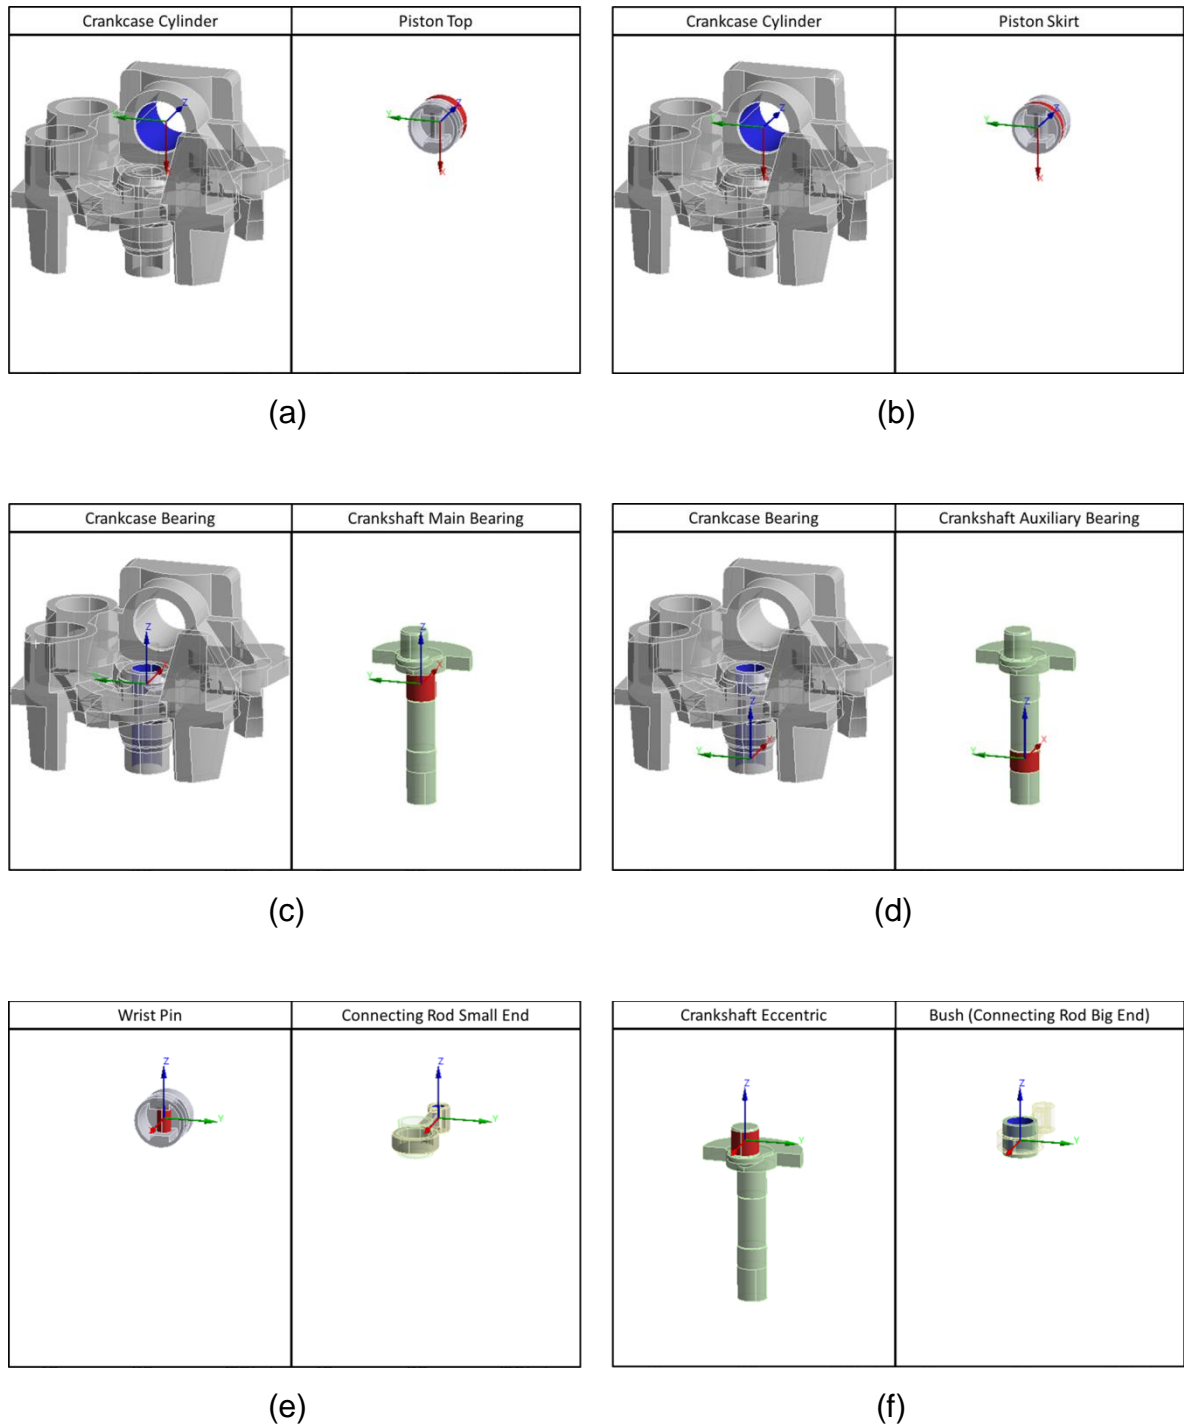 Crankcase Cylinder Piston Top Crankcase Cylinder Piston Skirt
Z Z Z Z
Y Y Y Y
X X X X
(a) (b)
Crankcase Bearing Crankshaft Main Bearing Crankcase Bearing Crankshaft Auxiliary Bearing
Z Z Z Z
X X X X
Y Y Y Y
(c) (d)
Wrist Pin Connecting Rod Small End Crankshaft Eccentric Bush (Connecting Rod Big End)
Z Z Z Z
Y Y Y Y
(e) (f)